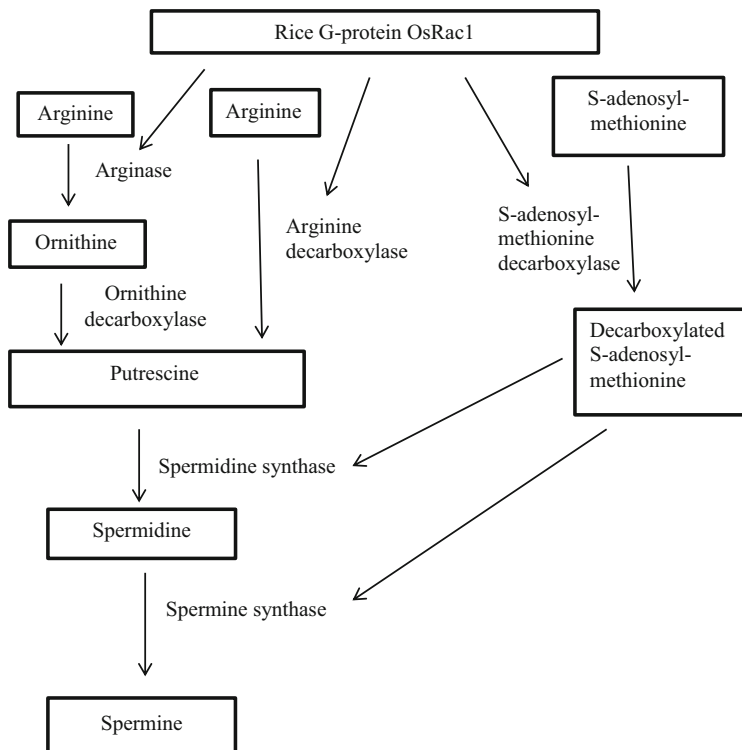 Rice G-protein OsRac1
Arginine
Arginine
S-adenosyl-
methionine
Arginase
Ornithine
Arginine
decarboxylase
S-adenosyl-
methionine
decarboxylase
Ornithine
decarboxylase
Putrescine
Decarboxylated
S-adenosyl-
methionine
Spermidine synthase
Spermidine
Spermine synthase
Spermine